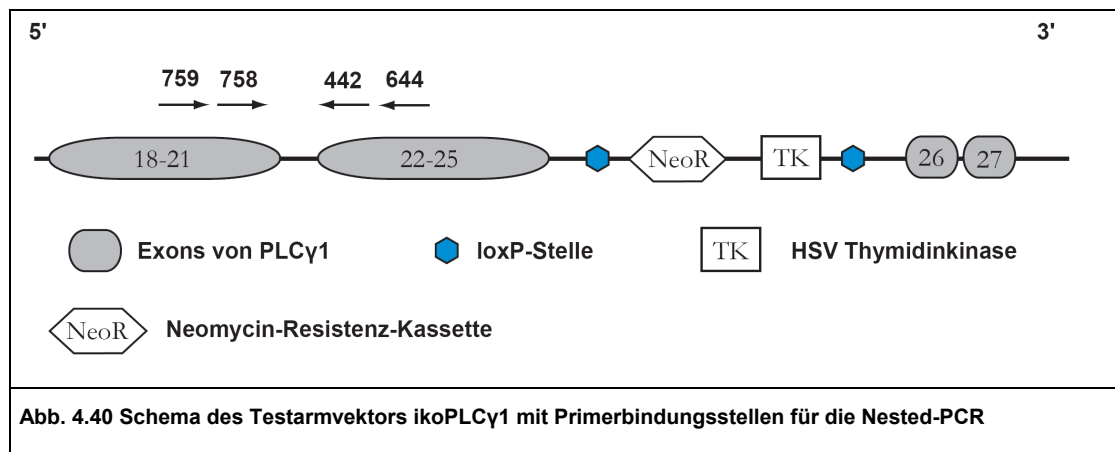 5' 3'
759 758 442 644
18-21 22-25 NeoR TK 26 27
Exons von PLCγ1 loxP-Stelle TK HSV Thymidinkinase
NeoR Neomycin-Resistenz-Kassette
Abb. 4.40 Schema des Testarmvektors ikoPLCγ1 mit Primerbindungsstellen für die Nested-PCR